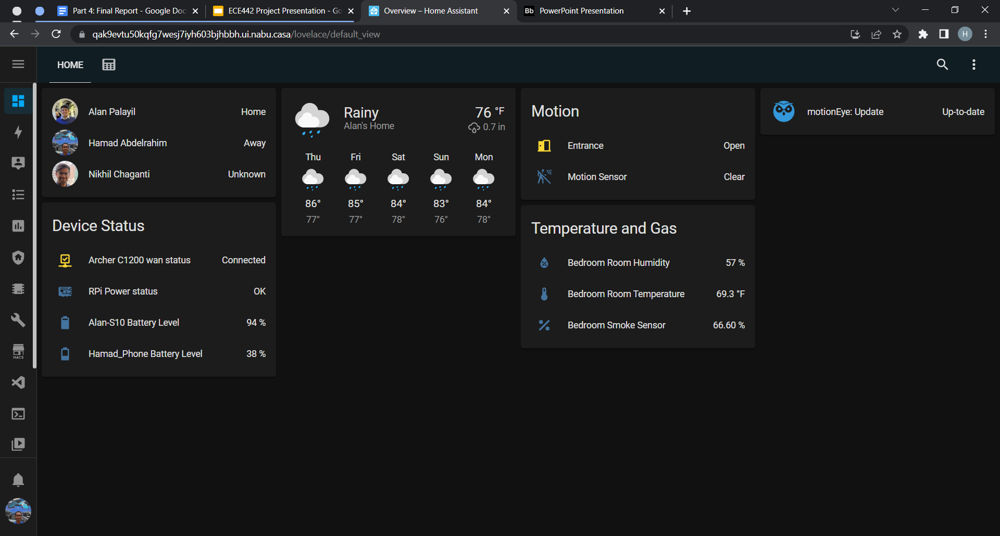 Part 4: Final Report - Google Doc
ECE442 Project Presentation - Go
Overview – Home Assistant
Bb PowerPoint Presentation
qak9evtu50kqfg7wesj7iyh603bjhbbh.ui.nabu.casa/lovelace/default_view
H
HOME
Alan Palayil Home
Hamad Abdelrahim Away
Nikhil Chaganti Unknown
Device Status
Archer C1200 wan status Connected
RPi Power status OK
Alan-S10 Battery Level 94 %
Hamad_Phone Battery Level 38 %
Rainy 76 °F
Alan's Home 0.7 in
Thu Fri Sat Sun Mon
86° 85° 84° 83° 84°
77° 77° 78° 76° 78°
Motion
Entrance Open
Motion Sensor Clear
Temperature and Gas
Bedroom Room Humidity 57 %
Bedroom Room Temperature 69.3 °F
Bedroom Smoke Sensor 66.60 %
motionEye: Update Up-to-date
HACS